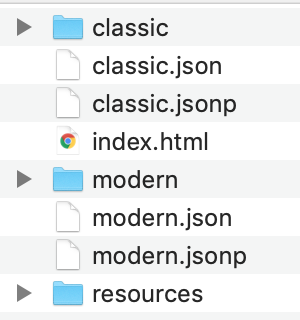 classic
classic.json
classic.jsonp
index.html
modern
modern.json
modern.jsonp
resources